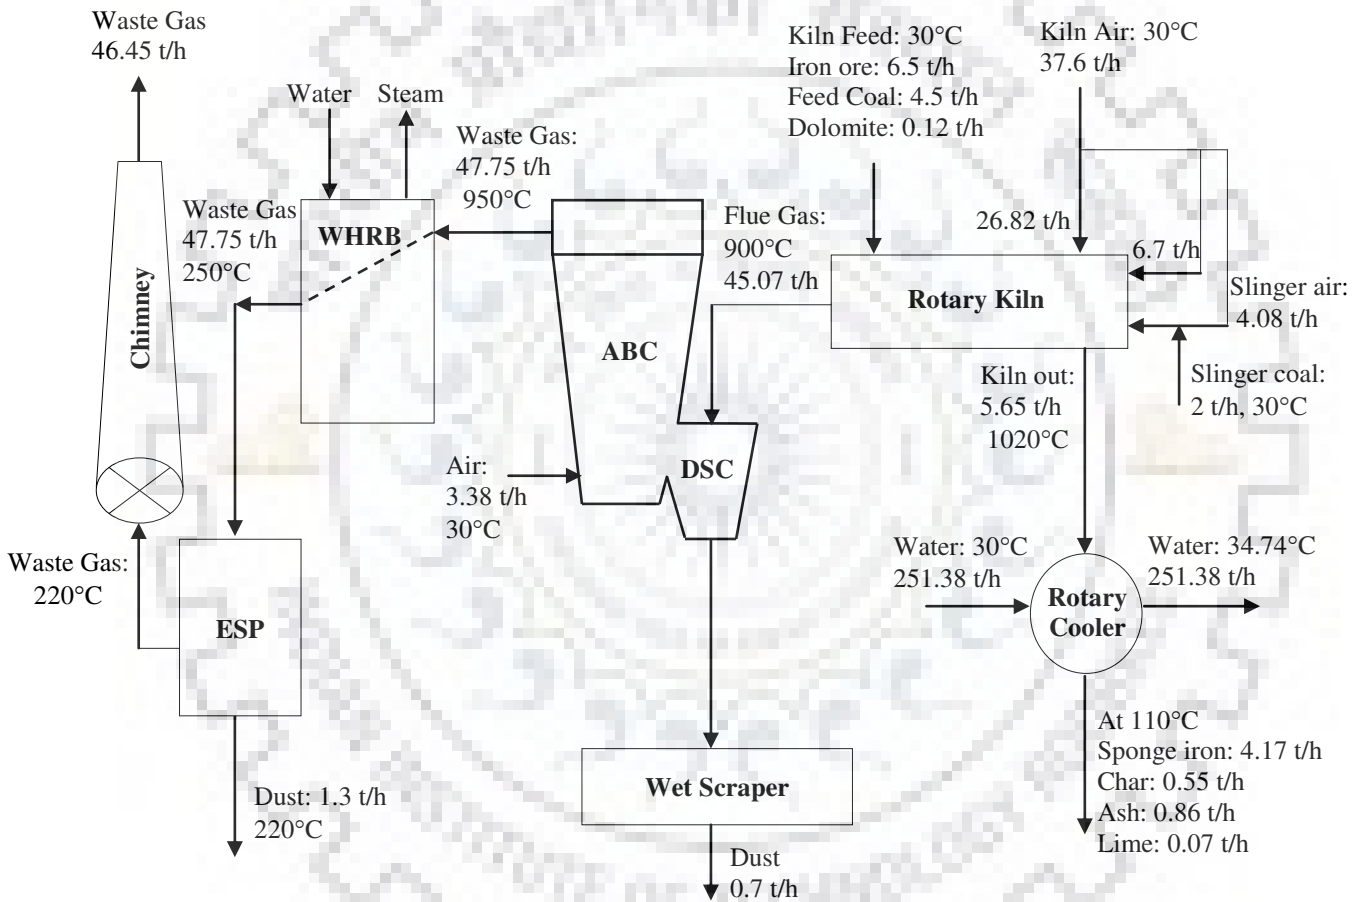 Waste Gas
46.45 t/h
Water
Steam
Waste Gas:
47.75 t/h
950°C
Waste Gas
47.75 t/h
250°C
WHRB
Chimney
Kiln Feed: 30°C
Iron ore: 6.5 t/h
Feed Coal: 4.5 t/h
Dolomite: 0.12 t/h
Kiln Air: 30°C
37.6 t/h
Flue Gas:
900°C
45.07 t/h
26.82 t/h
6.7 t/h
Rotary Kiln
Slinger air:
4.08 t/h
ABC
Kiln out:
5.65 t/h
1020°C
Slinger coal:
2 t/h, 30°C
Air:
3.38 t/h
30°C
DSC
Waste Gas:
220°C
ESP
Water: 30°C
251.38 t/h
Water: 34.74°C
251.38 t/h
Rotary
Cooler
Wet Scraper
At 110°C
Sponge iron: 4.17 t/h
Char: 0.55 t/h
Ash: 0.86 t/h
Lime: 0.07 t/h
Dust: 1.3 t/h
220°C
Dust
0.7 t/h